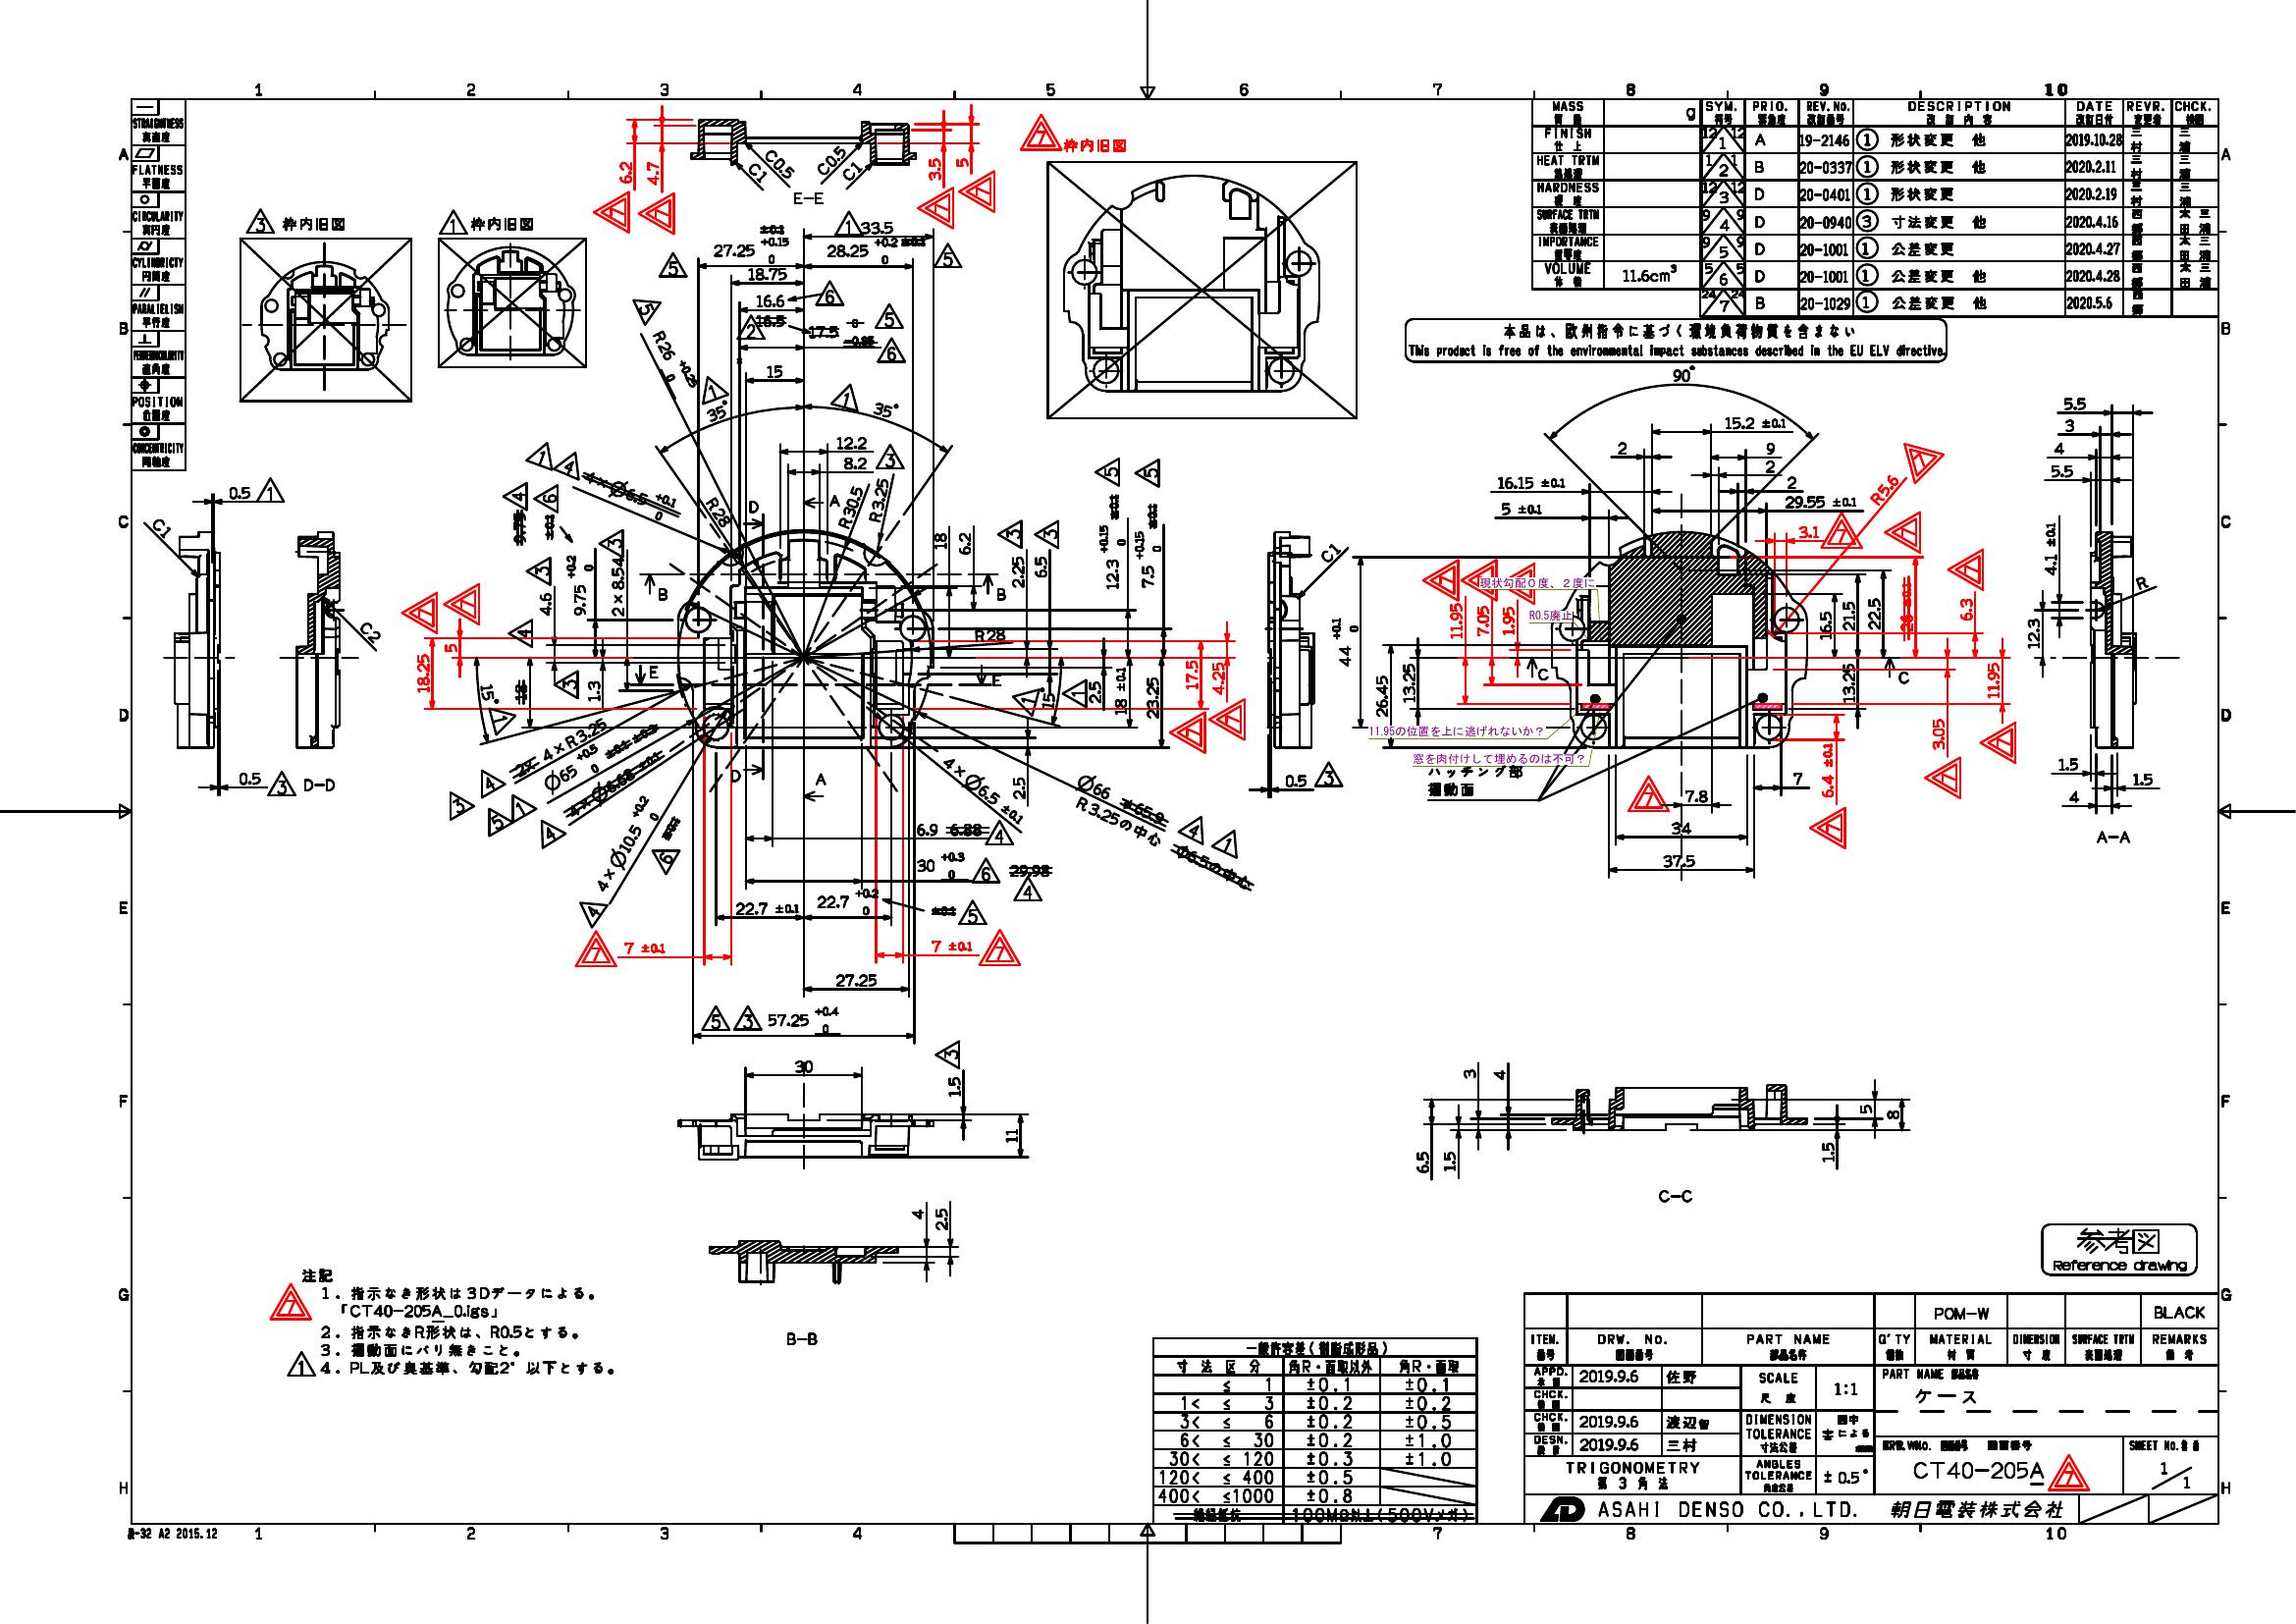 1 2 3 4 5 6 7 8 9 10
STRAIGHTNESS
真直度
FLATNESS
平面度
CIRCULARITY
真円度
CYLINDRICTY
円筒度
PARALIELISM
平行度
直角度
POSITION
位置度
CONCENTRICITY
同軸度
3 枠内旧図
1 枠内旧図
7 枠内旧図
6.2
4.7
3.5
5
C0.5
C1
C0.5
C1
E-E
MASS
質量
g
FINISH
仕上
HEAT TRTM
熱処理
HARDNESS
硬度
SURFACE TRTM
表面処理
IMPORTANCE
重要度
VOLUME
体積
11.6cm³
SYM. PRIO. REV. No. DESCRIPTION DATE REVR. CHCK.
符号 重要度 改訂番号 改訂内容 改訂日付 変更者 検図
1 A 19-2146 ① 形状変更 他 2019.10.28 三村 三浦
2 B 20-0337 ① 形状変更 他 2020.2.11 三村 三浦
3 D 20-0401 ① 形状変更 2020.2.19 三村 三浦
4 D 20-0940 ③ 寸法変更 他 2020.4.16 西郷 太田 三浦
5 D 20-1001 ① 公差変更 2020.4.27 西郷 太田 三浦
6 D 20-1001 ① 公差変更 他 2020.4.28 西郷 太田 三浦
7 B 20-1029 ① 公差変更 他 2020.5.6 西郷
本品は、欧州指令に基づく環境負荷物質を含まない
This product is free of the environmental impact substances described in the EU ELV directive.
33.5
27.25 +0.15 0
28.25 +0.2 0
18.75
16.6
16.5
17.5
15
R26 +0.25 0
35°
35°
12.2
8.2
4×Ø6.5 +0.1 0
R28
R30.5
R3.25
D
A
18
6.2
2.25
6.5
12.3 +0.15 0
7.5 +0.15 0
9.75
4.6
9.75 +0.2 0
2×8.54
B
B
R28
18.25
5
15°
18
1.3
E
E
15°
2.5
18 ±0.1
23.25
17.5
4.25
4×R3.25
Ø65 +0.5 0
4×Ø6.68 ±0.1
4×Ø10.5 +0.2 0
D
A
4×Ø6.5 ±0.1
2.5
Ø66 ±65.9
R3.25の中心
Ø6.5の中心
6.9 6.88
30 +0.3 0
29.98
22.7 ±0.1
22.7 +0.2 0
7 ±0.1
7 ±0.1
27.25
57.25 +0.4 0
0.5
C1
C2
0.5
D-D
C1
0.5
90°
15.2 ±0.1
2
9
2
16.15 ±0.1
2
29.55 ±0.1
5 ±0.1
R5.6
3.1
現状勾配0度、2度に
R0.5廃止
44 +0.1 0
11.95
7.05
1.95
26.45
13.25
C
C
16.5
21.5
22.5
26 ±0.1
6.3
13.25
11.95
3.05
6.4 ±0.1
11.95の位置を上に逃げれないか?
窓を肉付けして埋めるのは不可?
ハッチング部
摺動面
7.8
7
34
37.5
5.5
3
4
5.5
4.1 ±0.1
R
12.3
1.5
1.5
4
A-A
30
1.5
11
4
2.5
B-B
3
4
6.5
1.5
5
8
1.5
C-C
参考図
Reference drawing
注記
1. 指示なき形状は3Dデータによる。
「CT40-205A_0.igs」
2. 指示なきR形状は、R0.5とする。
3. 摺動面にバリ無きこと。
4. PL及び奥基準、勾配2°以下とする。
一般許容差(樹脂成形品)
寸法区分 角R・面取以外 角R・面取
≤ 1 ±0.1 ±0.1
1< ≤ 3 ±0.2 ±0.2
3< ≤ 6 ±0.2 ±0.5
6< ≤ 30 ±0.2 ±1.0
30< ≤ 120 ±0.3 ±1.0
120< ≤ 400 ±0.5
400< ≤1000 ±0.8
絶縁抵抗 100MΩ以上(500Vメガ)
POM-W BLACK
ITEM. DRW. No. PART NAME Q'TY MATERIAL DIMENSION SURFACE TRTM REMARKS
番号 図面番号 部品名称 個数 材質 寸度 表面処理 備考
APPD. 2019.9.6 佐野
CHCK.
CHCK. 2019.9.6 渡辺智
DESN. 2019.9.6 三村
SCALE
尺度
1:1
DIMENSION
TOLERANCE
寸法公差
図中
表による
ANGLES
TOLERANCE
角度公差
± 0.5°
TRIGONOMETRY
第3角法
PART NAME
ケース
図面番号
CT40-205A
SHEET No.
1/1
ASAHI DENSO CO., LTD. 朝日電装株式会社
A-32 A2 2015.12
1 2 3 4 7 8 9 10